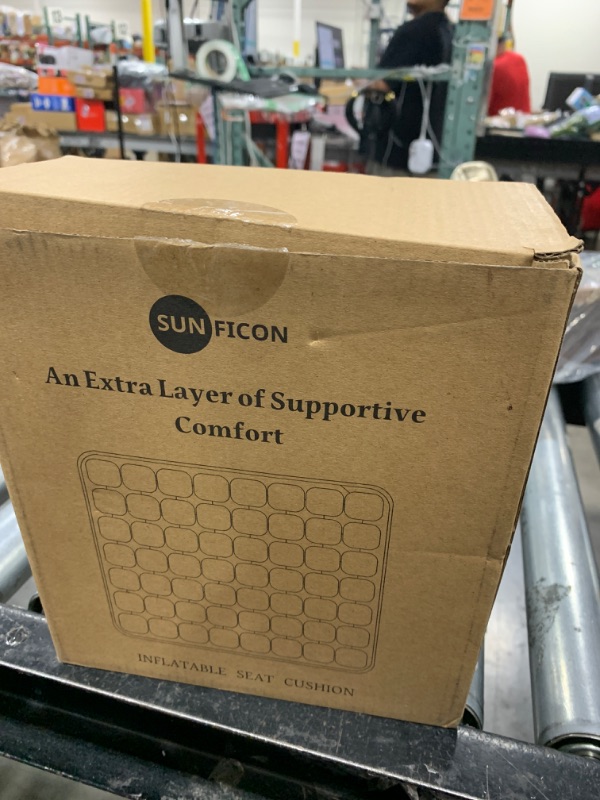 SUNFICON
An Extra Layer of Supportive
Comfort
INFLATABLE SEAT CUSHION